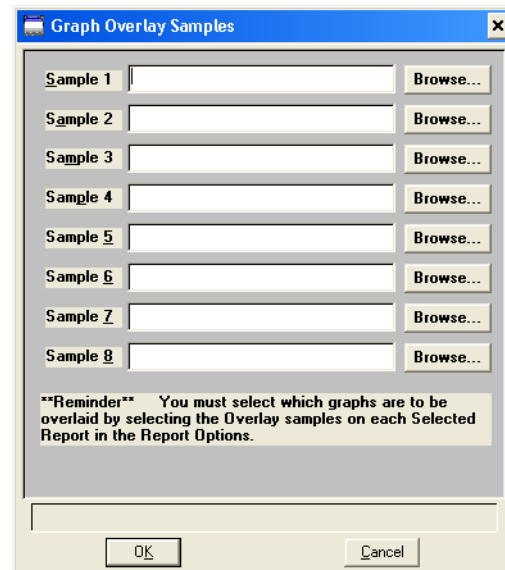 Graph Overlay Samples
Sample 1 Browse...
Sample 2 Browse...
Sample 3 Browse...
Sample 4 Browse...
Sample 5 Browse...
Sample 6 Browse...
Sample 7 Browse...
Sample 8 Browse...
**Reminder** You must select which graphs are to be
overlaid by selecting the Overlay samples on each Selected
Report in the Report Options.
OK Cancel